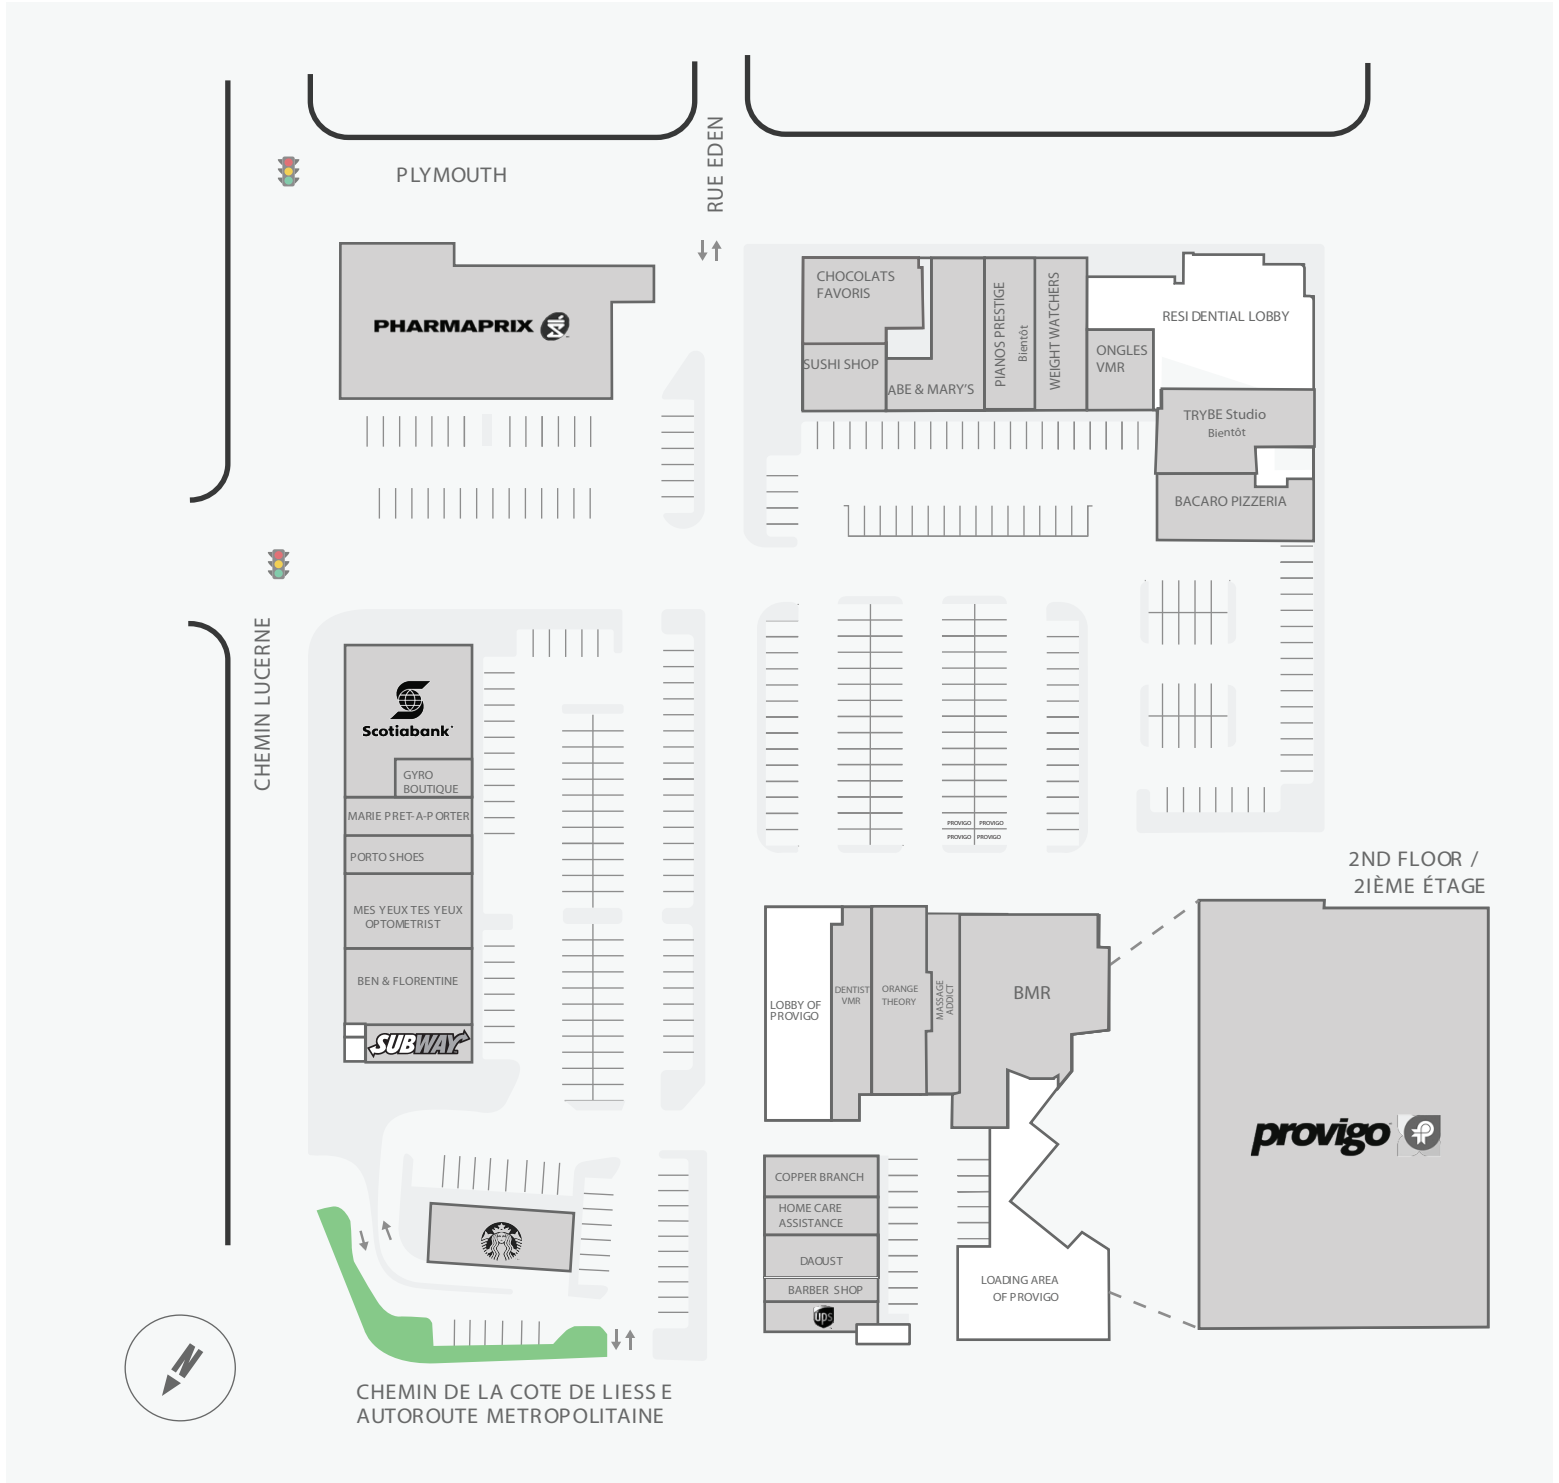 PLYMOUTH
RUE EDEN
PHARMAPRIX
CHOCOLATS
FAVORIS
SUSHI SHOP
ABE & MARY'S
PIANOS PRESTIGE
Bientôt
WEIGHT WATCHERS
ONGLES
VMR
RESIDENTIAL LOBBY
TRYBE Studio
Bientôt
BACARO PIZZERIA
CHEMIN LUCERNE
Scotiabank
GYRO
BOUTIQUE
MARIE PRET-A-PORTER
PORTO SHOES
MES YEUX TES YEUX
OPTOMETRIST
BEN & FLORENTINE
SUBWAY
PROVIGO PROVIGO
PROVIGO PROVIGO
2ND FLOOR /
2IÈME ÉTAGE
LOBBY OF
PROVIGO
DENTIST
VMR
ORANGE
THEORY
MASSAGE
ADDICT
BMR
provigo
COPPER BRANCH
HOME CARE
ASSISTANCE
DAOUST
BARBER SHOP
ups
LOADING AREA
OF PROVIGO
N
CHEMIN DE LA COTE DE LIESSE
AUTOROUTE METROPOLITAINE